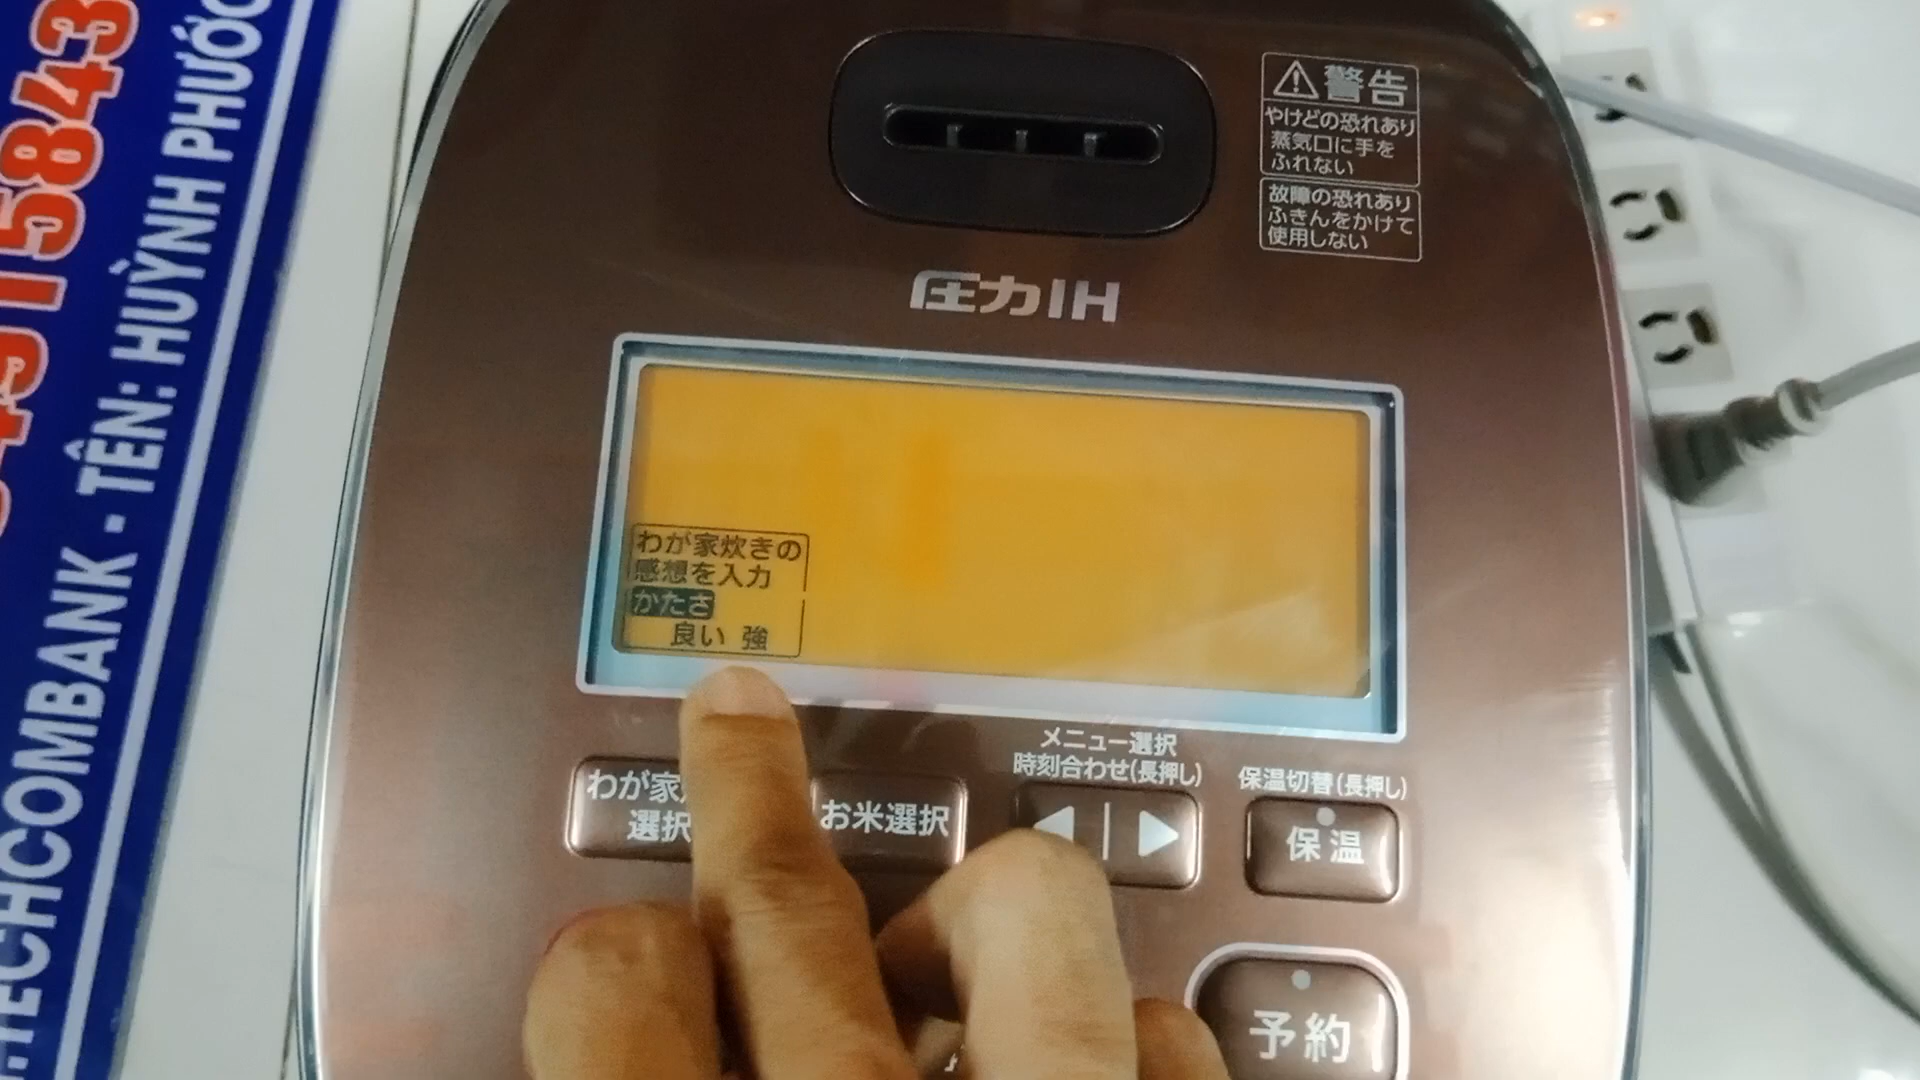 43
9158
HUỲNH PHƯỚC
TECHCOMBANK - TÊN:
警告
やけどの恐れあり
蒸気口に手を
ふれない
故障の恐れあり
ふきんをかけて
使用しない
圧力IH
わが家炊きの
感想を入力
かたさ
良い 強
わが家
選択
お米選択
メニュー選択
時刻合わせ(長押し)
保温切替(長押し)
保温
予約